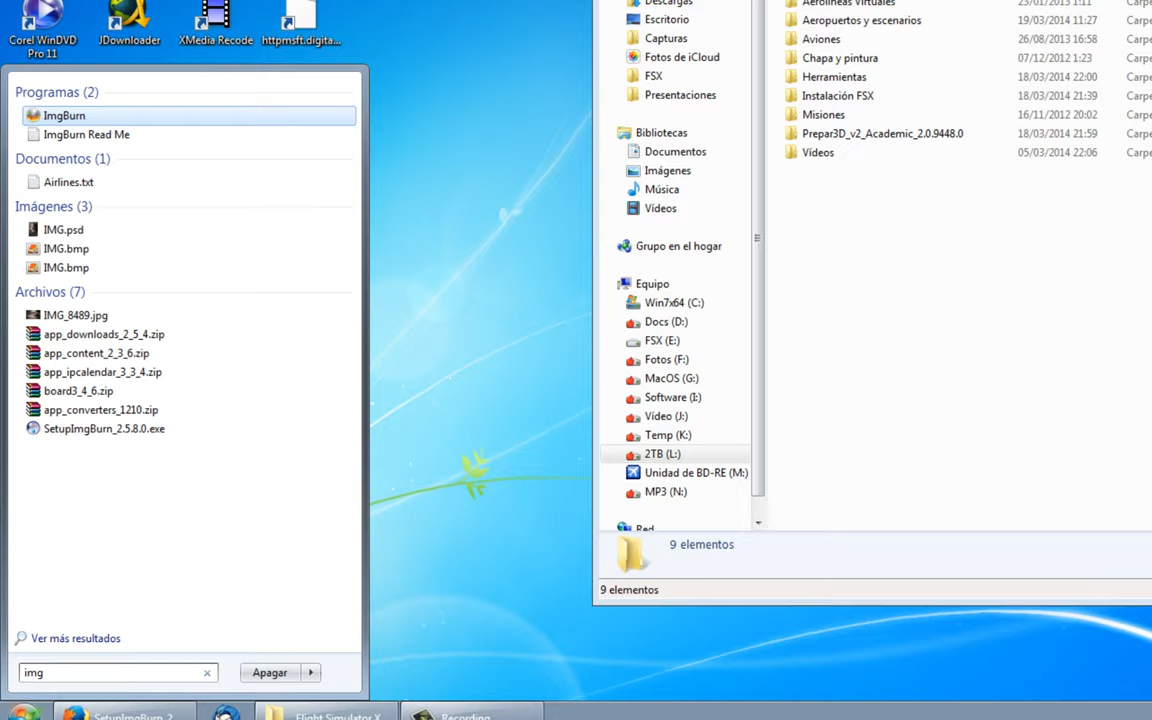 Corel WinDVD
Pro 11
JDownloader
XMedia Recode
httpmsft.digita...
Programas (2)
ImgBurn
ImgBurn Read Me
Documentos (1)
Airlines.txt
Imágenes (3)
IMG.psd
IMG.bmp
IMG.bmp
Archivos (7)
IMG_8489.jpg
app_downloads_2_5_4.zip
app_content_2_3_6.zip
app_ipcalendar_3_3_4.zip
board3_4_6.zip
app_converters_1210.zip
SetupImgBurn_2.5.8.0.exe
Ver más resultados
img
Apagar
Descargas
Escritorio
Capturas
Fotos de iCloud
FSX
Presentaciones
Bibliotecas
Documentos
Imágenes
Música
Vídeos
Grupo en el hogar
Equipo
Win7x64 (C:)
Docs (D:)
FSX (E:)
Fotos (F:)
MacOS (G:)
Software (I:)
Vídeo (J:)
Temp (K:)
2TB (L:)
Unidad de BD-RE (M:)
MP3 (N:)
Red
Aerolíneas Virtuales 23/01/2013 1:11 Carpe
Aeropuertos y escenarios 19/03/2014 11:27 Carpe
Aviones 26/08/2013 16:58 Carpe
Chapa y pintura 07/12/2012 1:23 Carpe
Herramientas 18/03/2014 22:00 Carpe
Instalación FSX 18/03/2014 21:39 Carpe
Misiones 16/11/2012 20:02 Carpe
Prepar3D_v2_Academic_2.0.9448.0 18/03/2014 21:59 Carpe
Vídeos 05/03/2014 22:06 Carpe
9 elementos
9 elementos
SetupImgBurn_2
Flight Simulator X
Recording